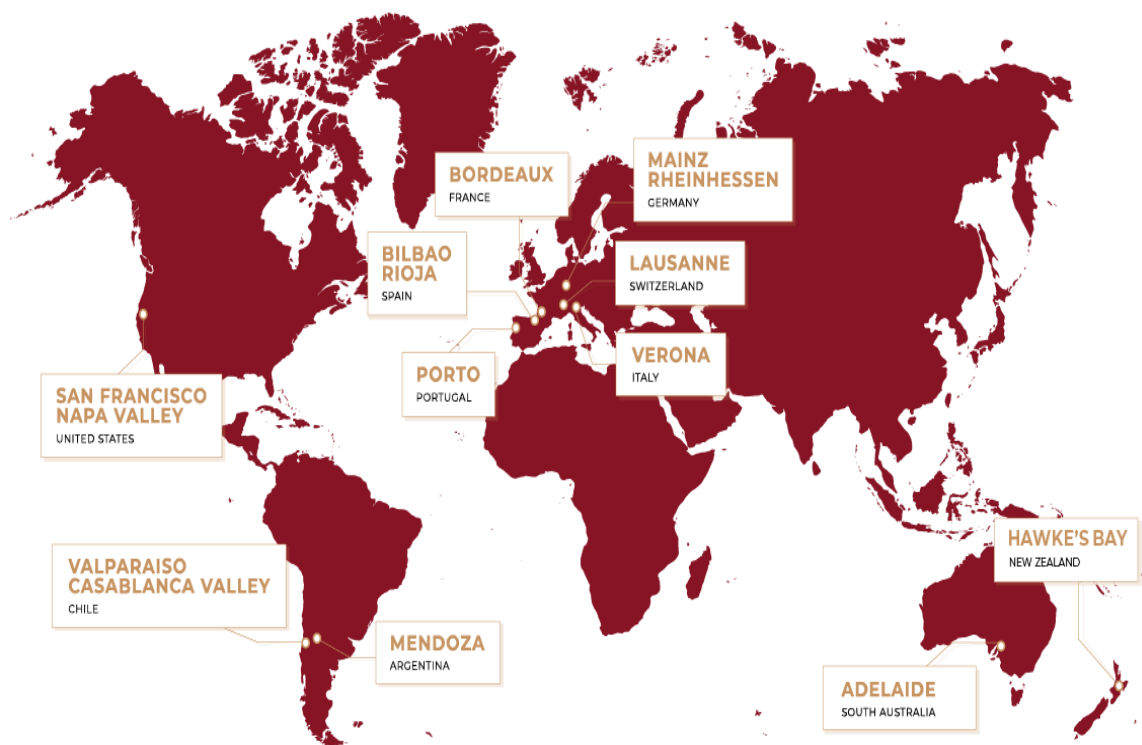 BORDEAUX
FRANCE
MAINZ
RHEINHESSEN
GERMANY
BILBAO
RIOJA
SPAIN
LAUSANNE
SWITZERLAND
PORTO
PORTUGAL
VERONA
ITALY
SAN FRANCISCO
NAPA VALLEY
UNITED STATES
VALPARAISO
CASABLANCA VALLEY
CHILE
MENDOZA
ARGENTINA
HAWKE'S BAY
NEW ZEALAND
ADELAIDE
SOUTH AUSTRALIA